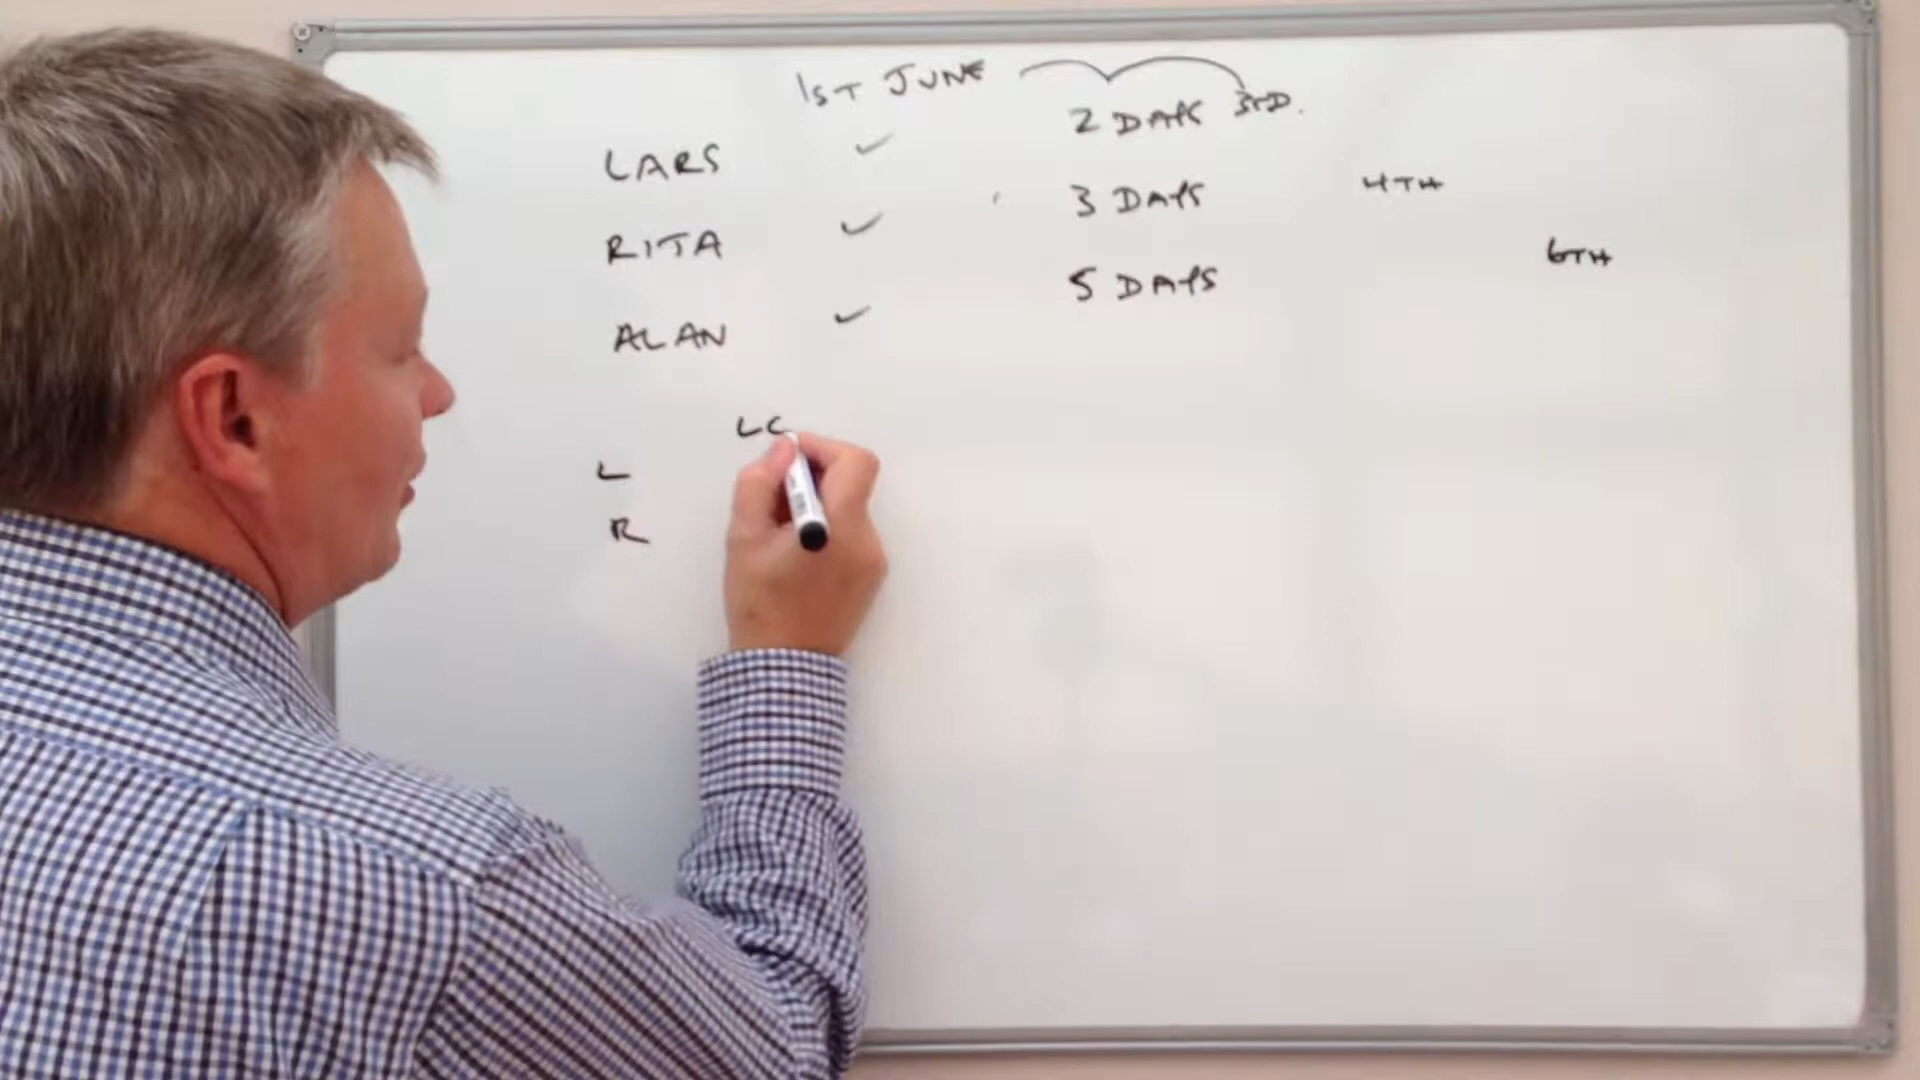 1ST JUNE
2 DAYS 3RD.
LARS
3 DAYS 4TH
RITA
5 DAYS 6TH
ALAN
LC
L
R